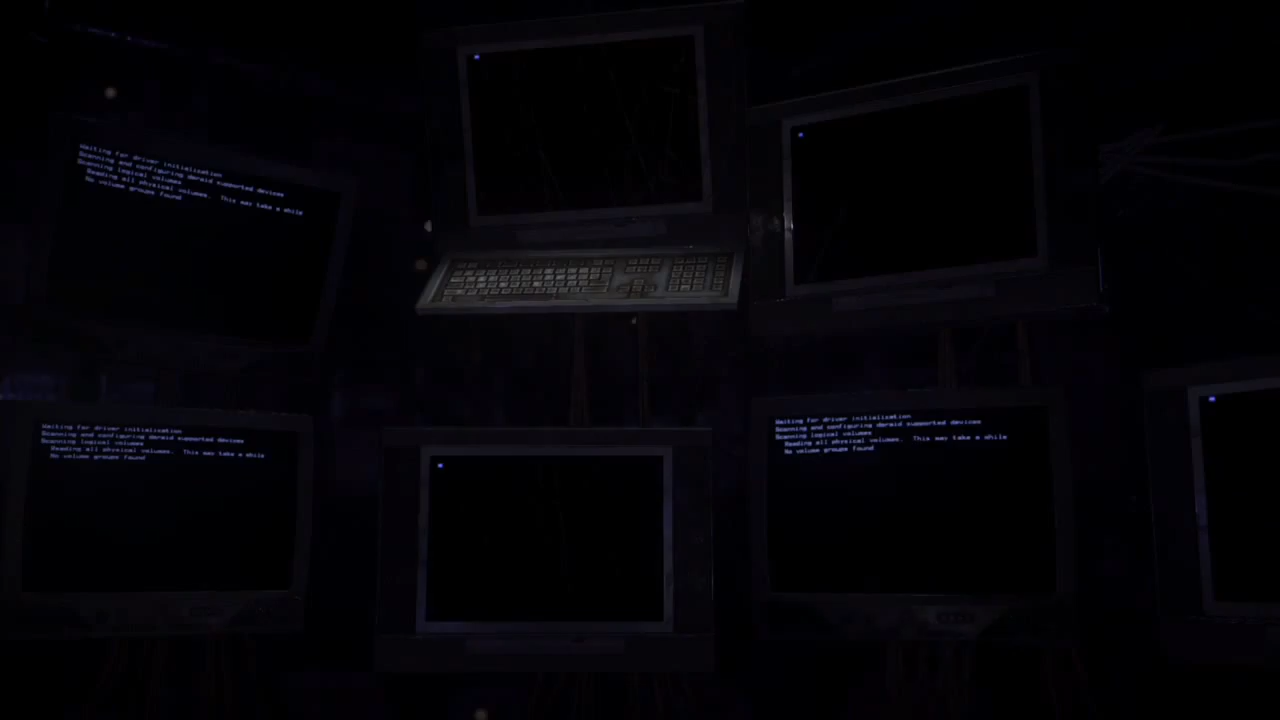 Waiting for driver initialization
Scanning and configuring dmraid supported devices
Scanning logical volumes
Reading all physical volumes.  This may take a while
No volume groups found
Waiting for driver initialisation
Scanning and configuring dmraid supported devices
Scanning logical volumes
Reading all physical volumes.  This may take a while
No volume groups found
Waiting for driver initialisation
Scanning and configuring dmraid supported devices
Scanning logical volumes
Reading all physical volumes.  This may take a while
No volume groups found